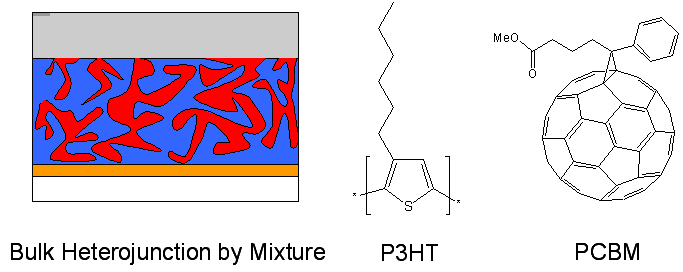 MeO
O
S
*
*
Bulk Heterojunction by Mixture
P3HT
PCBM